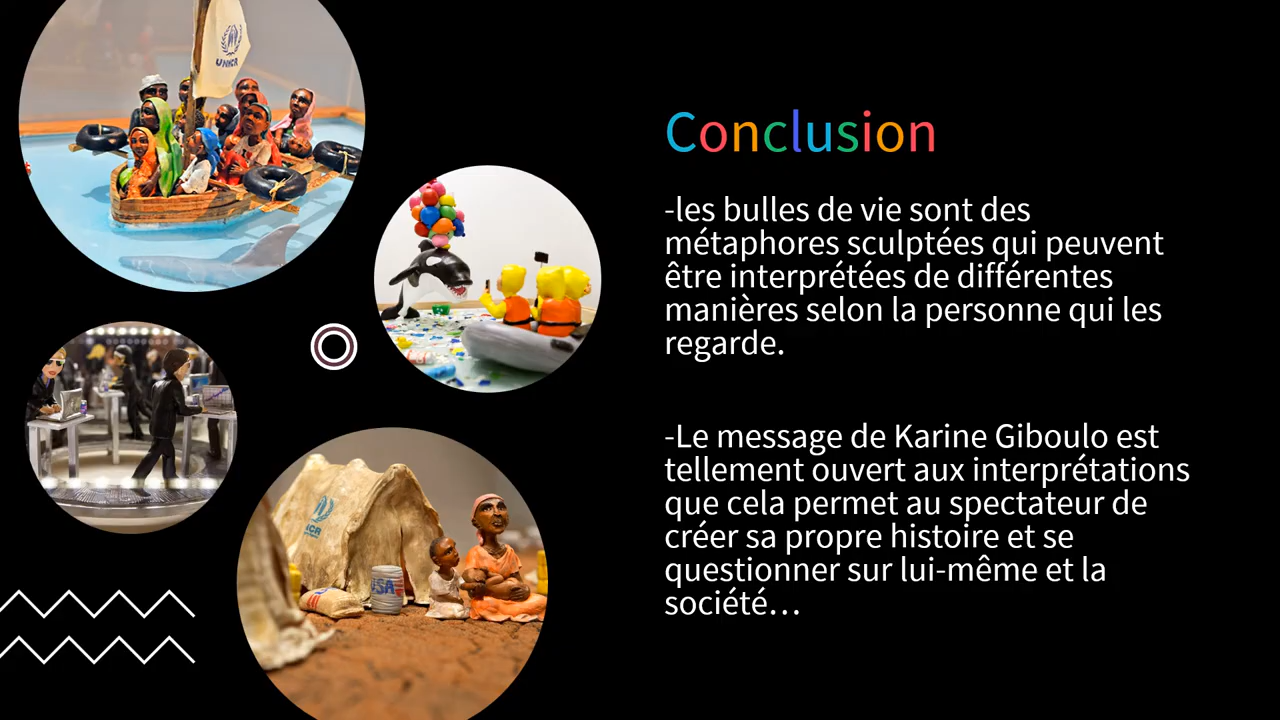 UNHCR
Conclusion
-les bulles de vie sont des
métaphores sculptées qui peuvent
être interprétées de différentes
manières selon la personne qui les
regarde.
-Le message de Karine Giboulo est
tellement ouvert aux interprétations
que cela permet au spectateur de
créer sa propre histoire et se
questionner sur lui-même et la
société…
USA